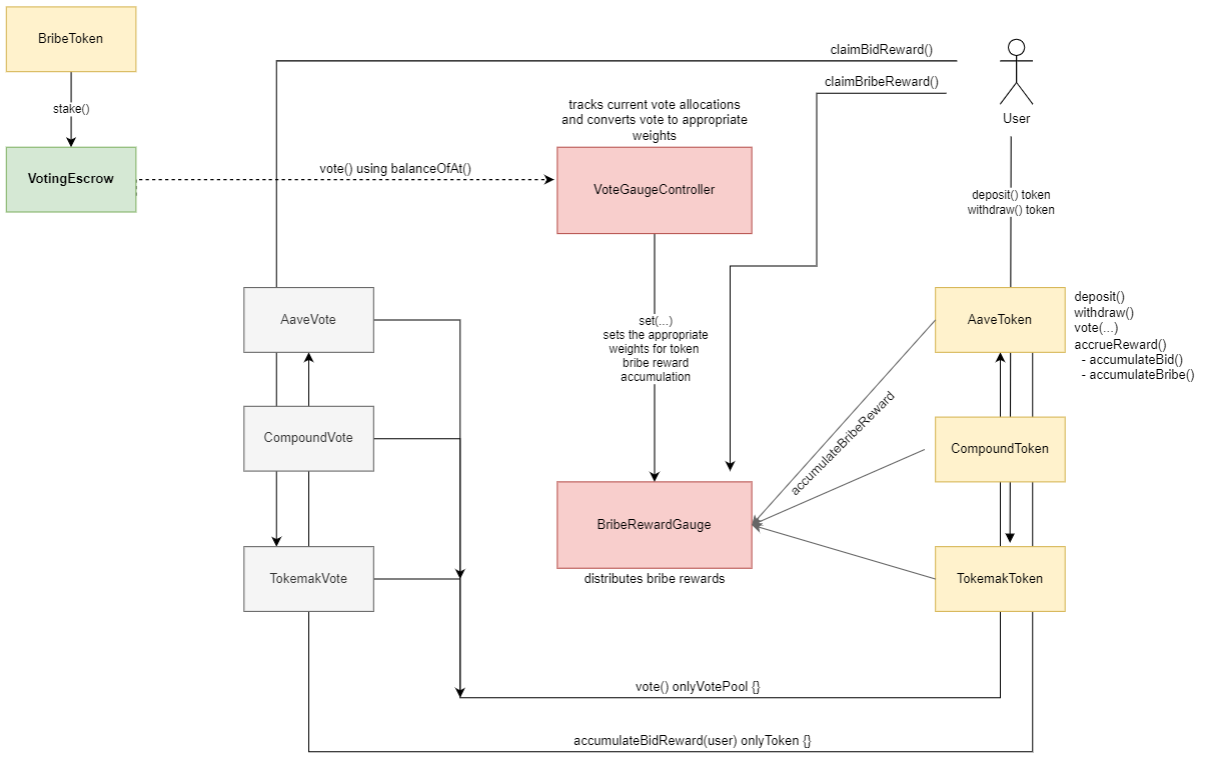 BribeToken
stake()
VotingEscrow
vote() using balanceOf​At()
claimBidReward()
claimBribeReward()
User
tracks current vote allocations
and converts vote to appropriate
weights
VoteGaugeController
deposit() token
withdraw() token
set(...)
sets the appropriate
weights for token
bribe reward
accumulation
AaveVote
CompoundVote
TokemakVote
AaveToken
deposit()
withdraw()
vote(...)
accrueReward()
- accumulateBid()
- accumulateBribe()
accumulateBribeReward
CompoundToken
BribeRewardGauge
distributes bribe rewards
TokemakToken
vote() onlyVotePool {}
accumulateBidReward(user) onlyToken {}